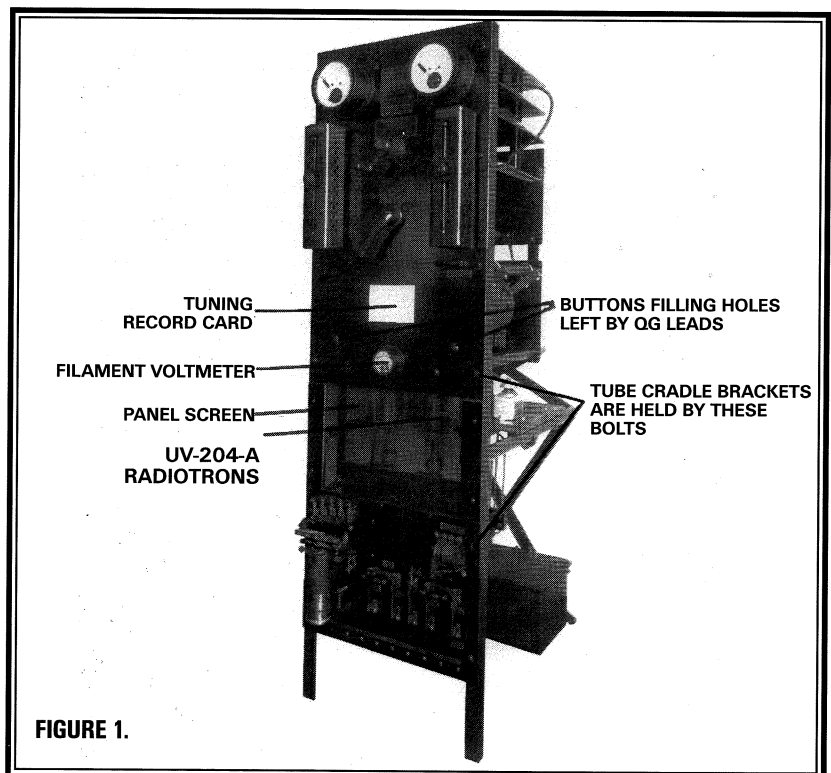 TUNING
RECORD CARD
BUTTONS FILLING HOLES
LEFT BY QG LEADS
FILAMENT VOLTMETER
TUBE CRADLE BRACKETS
ARE HELD BY THESE
BOLTS
PANEL SCREEN
UV-204-A
RADIOTRONS
FIGURE 1.